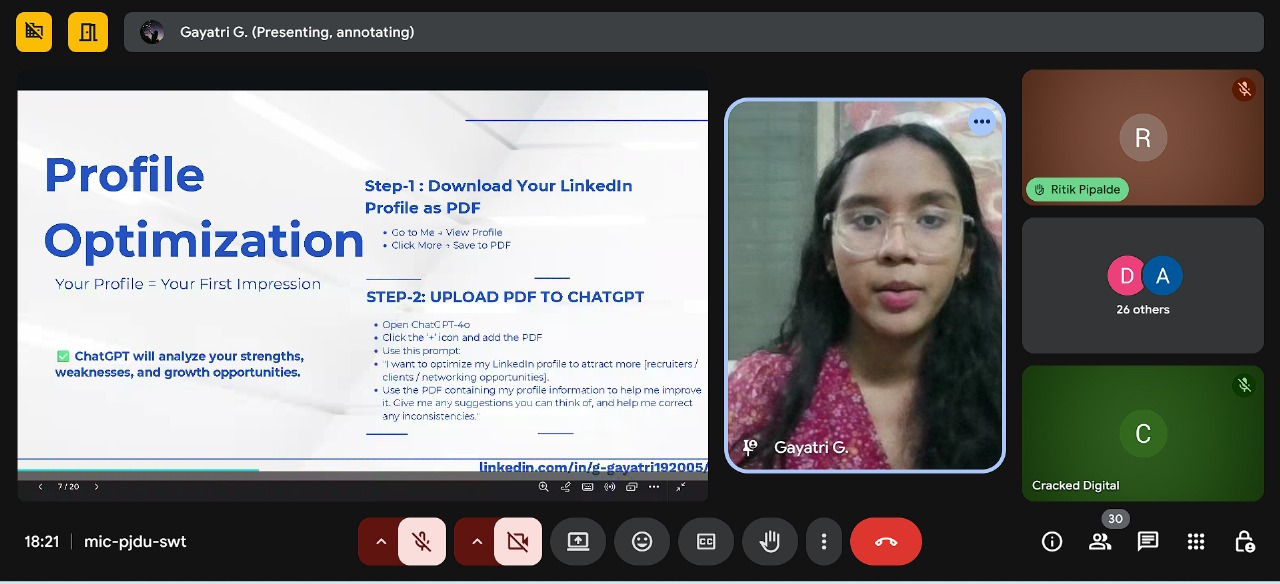 Gayatri G. (Presenting, annotating)
Profile
Optimization
Your Profile = Your First Impression
✅ ChatGPT will analyze your strengths,
weaknesses, and growth opportunities.
Step-1 : Download Your LinkedIn
Profile as PDF
• Go to Me → View Profile
• Click More → Save to PDF
STEP-2: UPLOAD PDF TO CHATGPT
• Open ChatGPT-4o
• Click the '+' icon and add the PDF
• Use this prompt:
• "I want to optimize my LinkedIn profile to attract more [recruiters /
clients / networking opportunities].
• Use the PDF containing my profile information to help me improve
it. Give me any suggestions you can think of, and help me correct
any inconsistencies."
linkedin.com/in/g-gayatri192005/
7 / 20
Gayatri G.
R
Ritik Pipalde
D A
26 others
C
Cracked Digital
18:21 | mic-pjdu-swt
CC
30